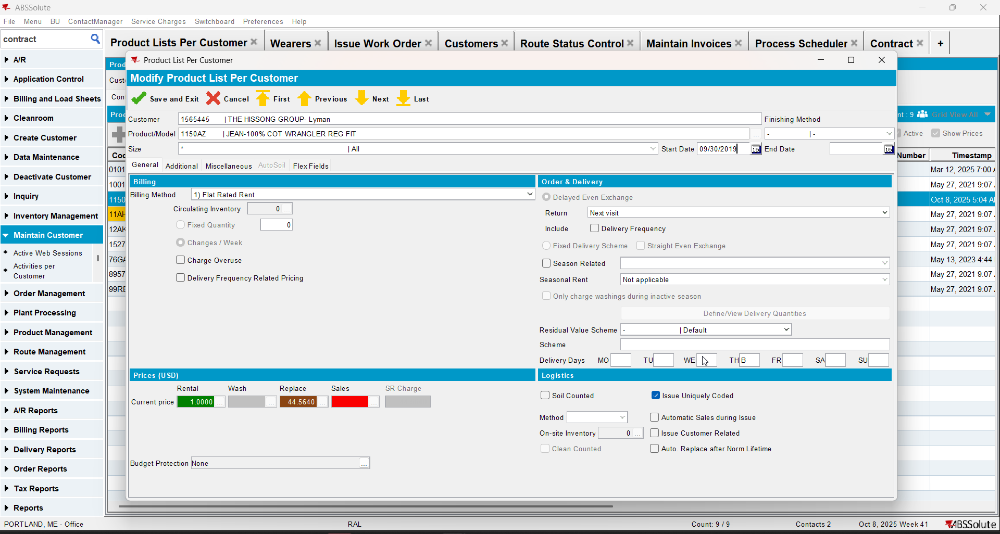 ABSSolute
File Menu BU ContactManager Service Charges Switchboard Preferences Help
contract
Product Lists Per Customer Wearers Issue Work Order Customers Route Status Control Maintain Invoices Process Scheduler Contract +
A/R
Application Control
Billing and Load Sheets
Cleanroom
Create Customer
Data Maintenance
Deactivate Customer
Inquiry
Inventory Management
Maintain Customer
Active Web Sessions
Activities per
Customer
Order Management
Plant Processing
Product Management
Route Management
Service Requests
System Maintenance
A/R Reports
Billing Reports
Delivery Reports
Order Reports
Tax Reports
Reports
Prod
Cust
Con
Proc
Coc
0101
1001
1150
11AH
12AK
1527
76GA
8957
99RE
Product List Per Customer
Modify Product List Per Customer
Save and Exit Cancel First Previous Next Last
Customer 1565445 | THE HISSONG GROUP- Lyman Finishing Method
Product/Model 1150AZ | JEAN-100% COT WRANGLER REG FIT ... - | -
Size * | All Start Date 09/30/2019 16 End Date 16
General Additional Miscellaneous AutoSoil Flex Fields
Billing
Billing Method 1) Flat Rated Rent
Circulating Inventory 0 ...
Fixed Quantity 0
Changes / Week
Charge Overuse
Delivery Frequency Related Pricing
Order & Delivery
Delayed Even Exchange
Return Next visit
Include Delivery Frequency
Fixed Delivery Scheme Straight Even Exchange
Season Related
Seasonal Rent Not applicable
Only charge washings during inactive season
Define/View Delivery Quantities
Residual Value Scheme - | Default
Scheme
Delivery Days MO TU WE TH B FR SA SU
Prices (USD)
Rental Wash Replace Sales SR Charge
Current price 1.0000 ... ... 44.5640 ... ...
Budget Protection None ...
Logistics
Soil Counted Issue Uniquely Coded
Method Automatic Sales during Issue
On-site Inventory 0 ... Issue Customer Related
Clean Counted Auto. Replace after Norm Lifetime
nt : 9 Grid View All
Active Show Prices
Number Timestamp
Mar 12, 2025 7:00
May 27, 2021 9:07
Oct 8, 2025 5:04 A
May 27, 2021 9:07
May 27, 2021 9:07
May 27, 2021 9:07
May 13, 2023 4:44
May 27, 2021 9:07
May 27, 2021 9:07
PORTLAND, ME - Office RAL Count: 9 / 9 Contacts 2 Oct 8, 2025 Week 41 ABSSolute